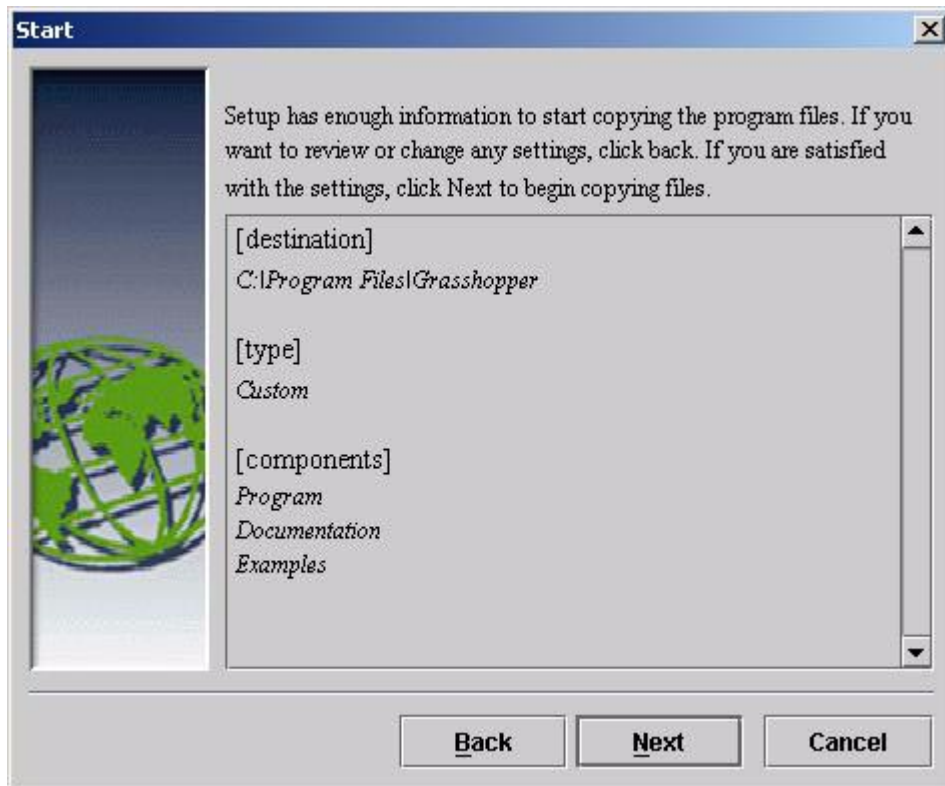 Start
Setup has enough information to start copying the program files. If you
want to review or change any settings, click back. If you are satisfied
with the settings, click Next to begin copying files.
[destination]
C:\Program Files\Grasshopper
[type]
Custom
[components]
Program
Documentation
Examples
Back
Next
Cancel